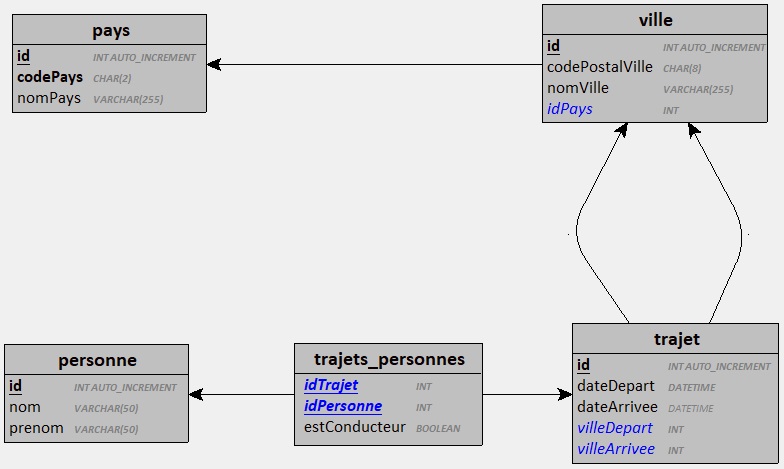 pays
id INT AUTO_INCREMENT
codePays CHAR(2)
nomPays VARCHAR(255)
ville
id INT AUTO_INCREMENT
codePostalVille CHAR(8)
nomVille VARCHAR(255)
idPays INT
personne
id INT AUTO_INCREMENT
nom VARCHAR(50)
prenom VARCHAR(50)
trajets_personnes
idTrajet INT
idPersonne INT
estConducteur BOOLEAN
trajet
id INT AUTO_INCREMENT
dateDepart DATETIME
dateArrivee DATETIME
villeDepart INT
villeArrivee INT